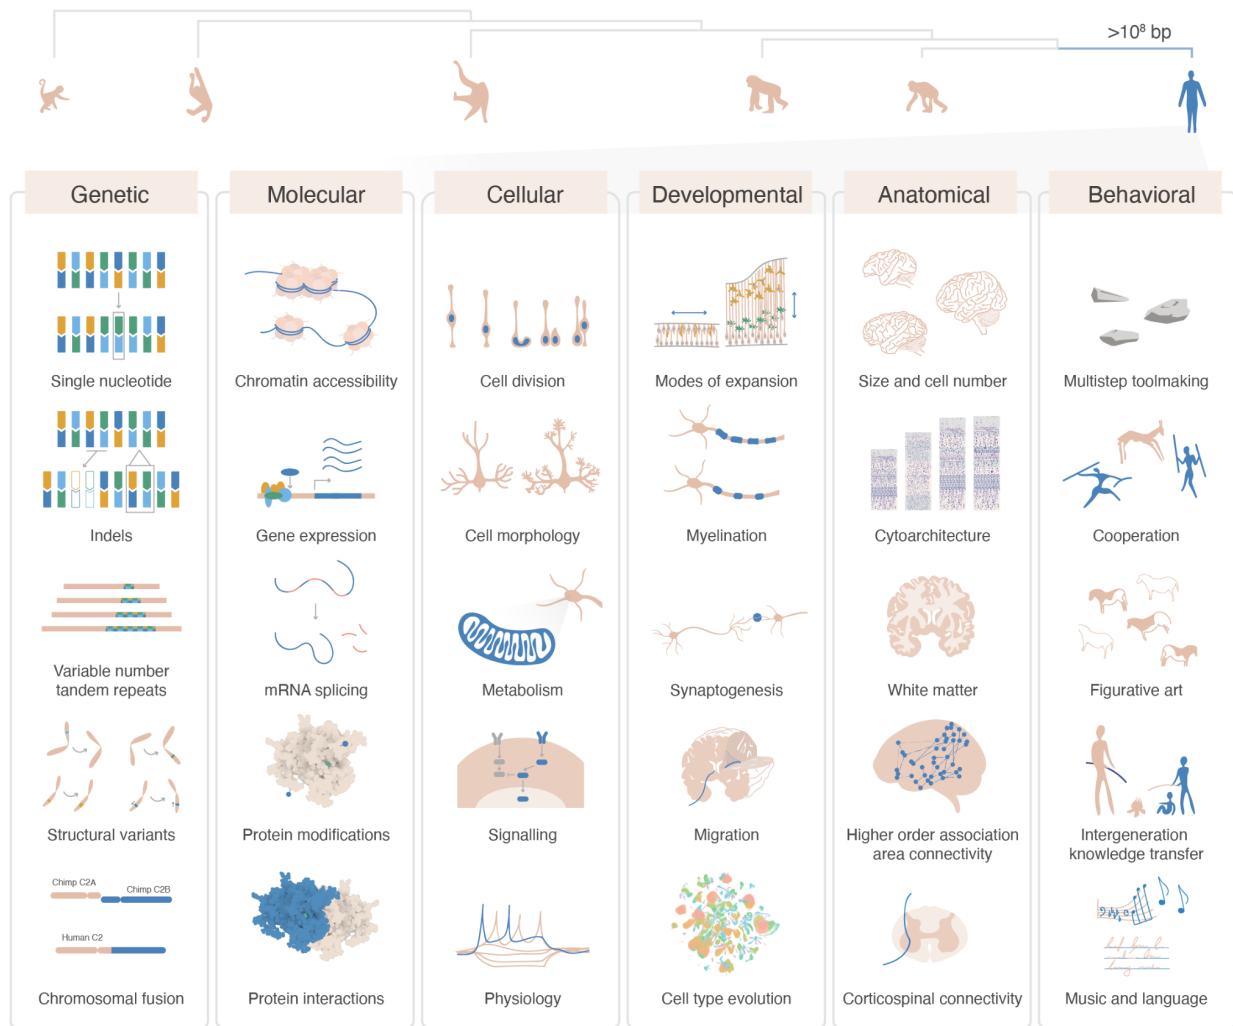 >10⁸ bp
Genetic
Molecular
Cellular
Developmental
Anatomical
Behavioral
Single nucleotide
Chromatin accessibility
Cell division
Modes of expansion
Size and cell number
Multistep toolmaking
Indels
Gene expression
Cell morphology
Myelination
Cytoarchitecture
Cooperation
Variable number
tandem repeats
mRNA splicing
Metabolism
Synaptogenesis
White matter
Figurative art
Structural variants
Protein modifications
Signalling
Migration
Higher order association
area connectivity
Intergeneration
knowledge transfer
Chimp C2A
Chimp C2B
Human C2
Chromosomal fusion
Protein interactions
Physiology
Cell type evolution
Corticospinal connectivity
Music and language